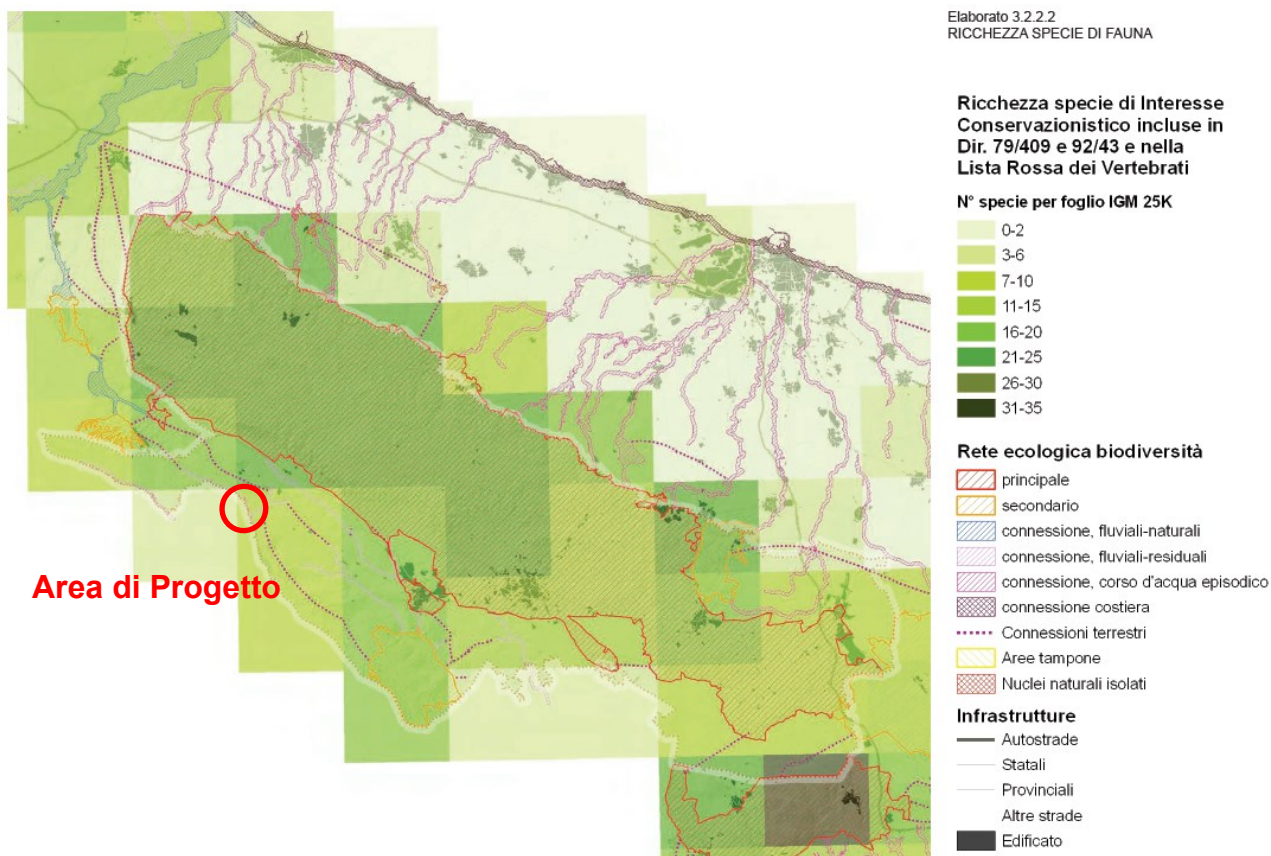 Elaborato 3.2.2.2
RICCHEZZA SPECIE DI FAUNA
Ricchezza specie di Interesse
Conservazionistico incluse in
Dir. 79/409 e 92/43 e nella
Lista Rossa dei Vertebrati
N° specie per foglio IGM 25K
0-2
3-6
7-10
11-15
16-20
21-25
26-30
31-35
Rete ecologica biodiversità
principale
secondario
connessione, fluviali-naturali
connessione, fluviali-residuali
connessione, corso d'acqua episodico
connessione costiera
Connessioni terrestri
Aree tampone
Nuclei naturali isolati
Infrastrutture
Autostrade
Statali
Provinciali
Altre strade
Edificato
Area di Progetto